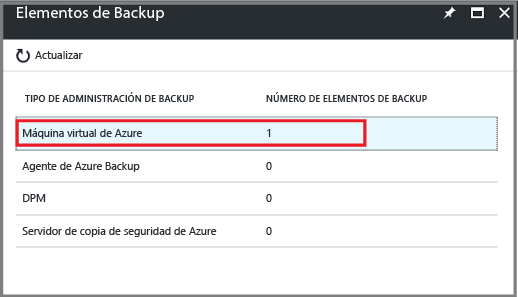 Elementos de Backup
Actualizar
TIPO DE ADMINISTRACIÓN DE BACKUP NÚMERO DE ELEMENTOS DE BACKUP
Máquina virtual de Azure 1
Agente de Azure Backup 0
DPM 0
Servidor de copia de seguridad de Azure 0